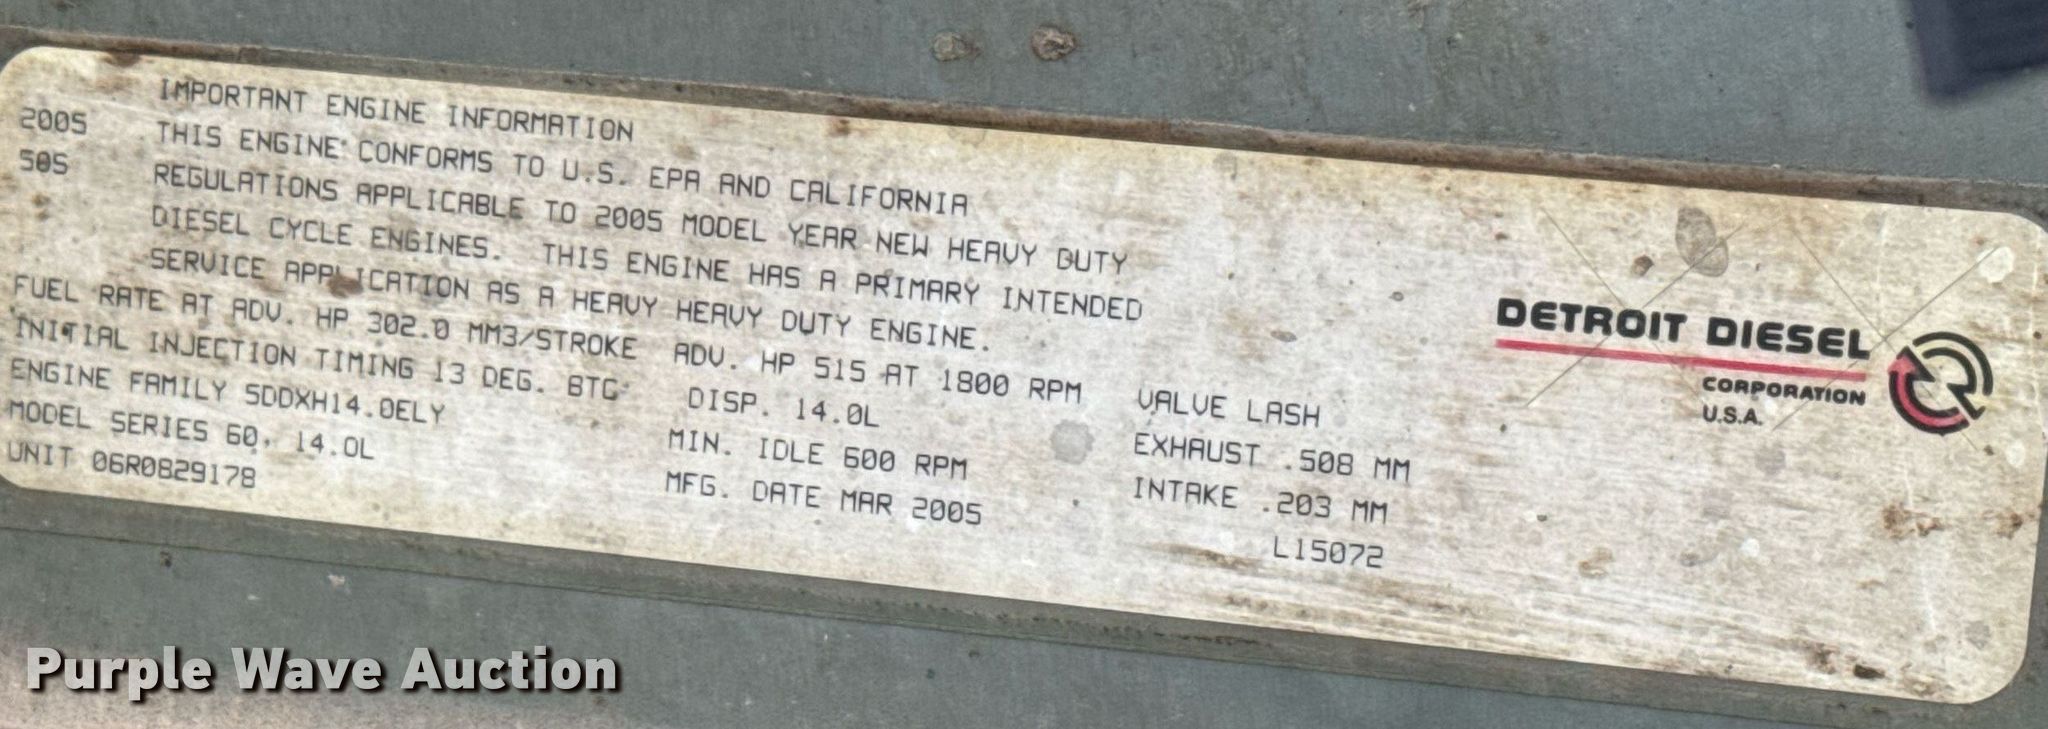 IMPORTANT ENGINE INFORMATION
2005 THIS ENGINE CONFORMS TO U.S. EPA AND CALIFORNIA
505 REGULATIONS APPLICABLE TO 2005 MODEL YEAR NEW HEAVY DUTY
DIESEL CYCLE ENGINES. THIS ENGINE HAS A PRIMARY INTENDED
SERVICE APPLICATION AS A HEAVY HEAVY DUTY ENGINE.
FUEL RATE AT ADV. HP 302.0 MM3/STROKE ADV. HP 515 AT 1800 RPM
INITIAL INJECTION TIMING 13 DEG. BTC DISP. 14.0L VALVE LASH
ENGINE FAMILY 5DDXH14.0ELY MIN. IDLE 600 RPM EXHAUST .508 MM
MODEL SERIES 60, 14.0L MFG. DATE MAR 2005 INTAKE .203 MM
UNIT 06R0829178 L15072
DETROIT DIESEL
CORPORATION
U.S.A.
Purple Wave Auction